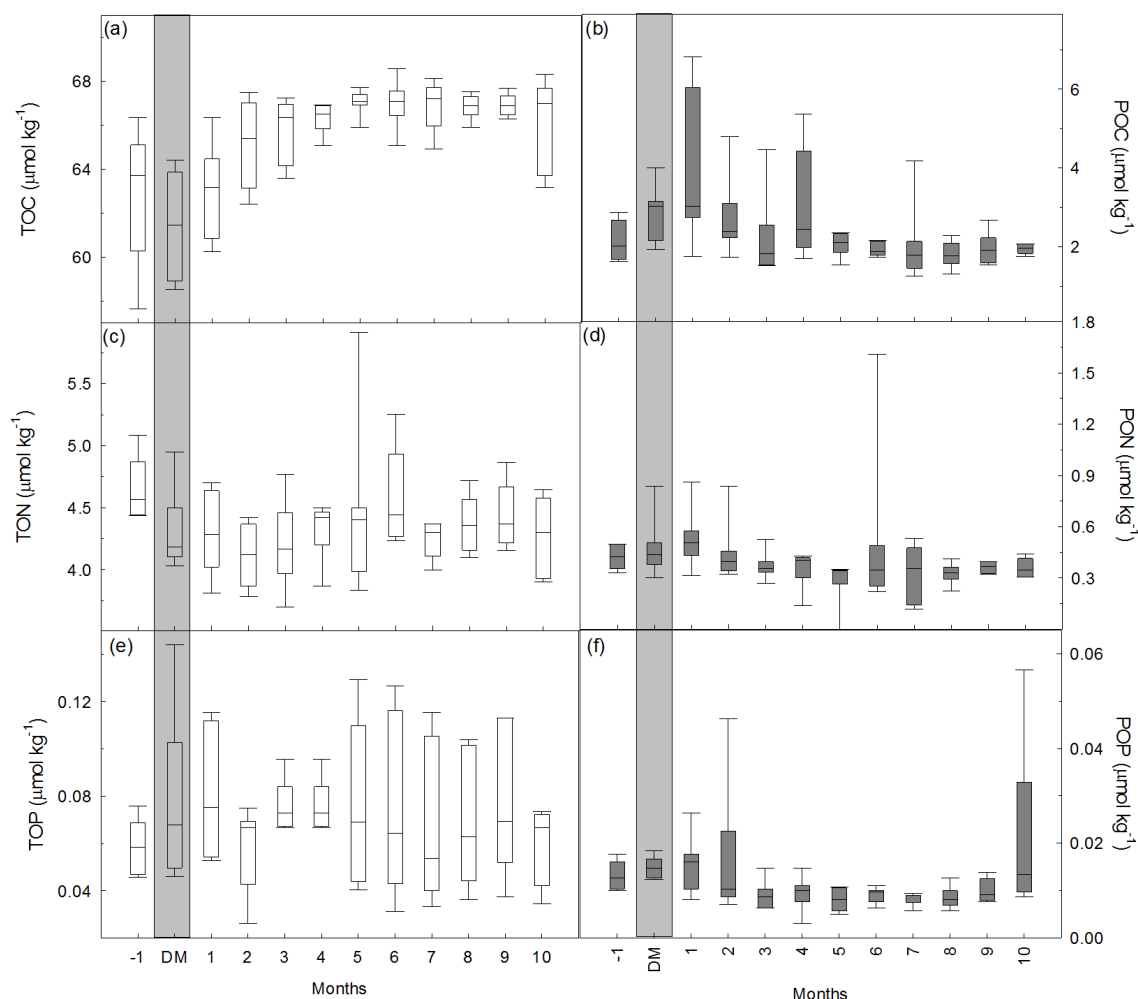 (a)
(b)
68
64
60
TOC (μmol kg-1)
6
4
2
POC (μmol kg-1)
(c)
(d)
5.5
5.0
4.5
4.0
TON (μmol kg-1)
1.8
1.5
1.2
0.9
0.6
0.3
PON (μmol kg-1)
(e)
(f)
0.12
0.08
0.04
TOP (μmol kg-1)
0.06
0.04
0.02
0.00
POP (μmol kg-1)
-1 DM 1 2 3 4 5 6 7 8 9 10
Months
-1 DM 1 2 3 4 5 6 7 8 9 10
Months